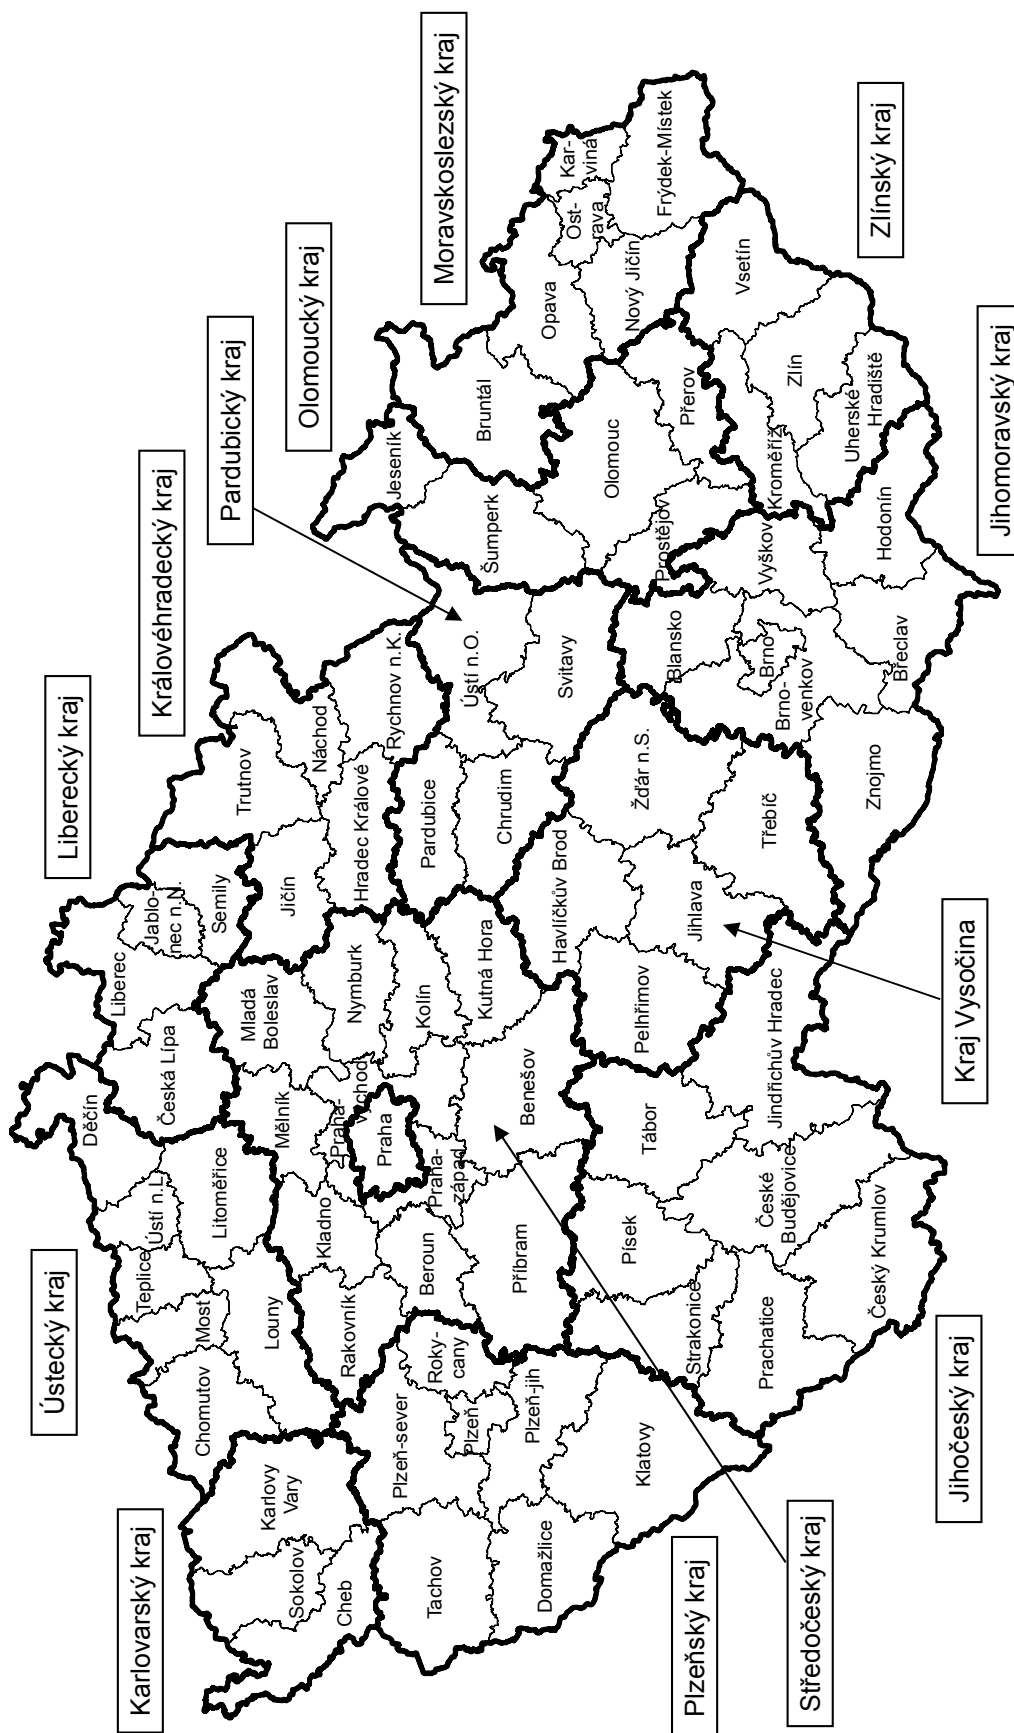 Liberecký kraj
Ústecký kraj
Královéhradecký kraj
Karlovarský kraj
Pardubický kraj
Olomoucký kraj
Moravskoslezský kraj
Děčín
Liberec
Jablo-
nec n.N.
Semily
Trutnov
Česká Lípa
Teplice
Ústí n.L.
Litoměřice
Most
Chomutov
Louny
Mladá
Boleslav
Jičín
Náchod
Mělník
Karlovy
Vary
Sokolov
Cheb
Kladno
Rakovník
Praha-
východ
Praha
Nymburk
Hradec Králové
Rychnov n.K.
Jeseník
Kolín
Pardubice
Beroun
Praha-
západ
Plzeň-sever
Roky-
cany
Plzeň
Tachov
Kutná Hora
Chrudim
Ústí n.O.
Šumperk
Bruntál
Benešov
Příbram
Plzeň-jih
Domažlice
Havlíčkův Brod
Svitavy
Opava
Ost-
rava
Kar-
viná
Olomouc
Nový Jičín
Frýdek-Místek
Klatovy
Písek
Tábor
Pelhřimov
Žďár n.S.
Jihlava
Blansko
Prostějov
Přerov
Strakonice
Prachatice
České
Budějovice
Jindřichův Hradec
Třebíč
Brno
Brno-
venkov
Vyškov
Kroměříž
Vsetín
Zlín
Uherské
Hradiště
Český Krumlov
Znojmo
Břeclav
Hodonín
Zlínský kraj
Plzeňský kraj
Středočeský kraj
Jihočeský kraj
Kraj Vysočina
Jihomoravský kraj